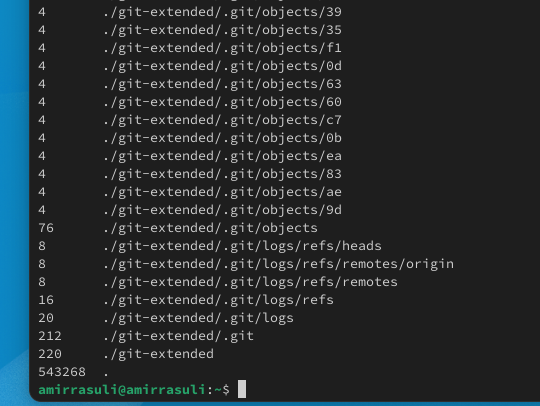 4 ./git-extended/.git/objects/39
4 ./git-extended/.git/objects/35
4 ./git-extended/.git/objects/f1
4 ./git-extended/.git/objects/0d
4 ./git-extended/.git/objects/63
4 ./git-extended/.git/objects/60
4 ./git-extended/.git/objects/c7
4 ./git-extended/.git/objects/0b
4 ./git-extended/.git/objects/ea
4 ./git-extended/.git/objects/83
4 ./git-extended/.git/objects/ae
4 ./git-extended/.git/objects/9d
76 ./git-extended/.git/objects
8 ./git-extended/.git/logs/refs/heads
8 ./git-extended/.git/logs/refs/remotes/origin
8 ./git-extended/.git/logs/refs/remotes
16 ./git-extended/.git/logs/refs
20 ./git-extended/.git/logs
212 ./git-extended/.git
220 ./git-extended
543268 .
amirrasuli@amirrasuli:~$